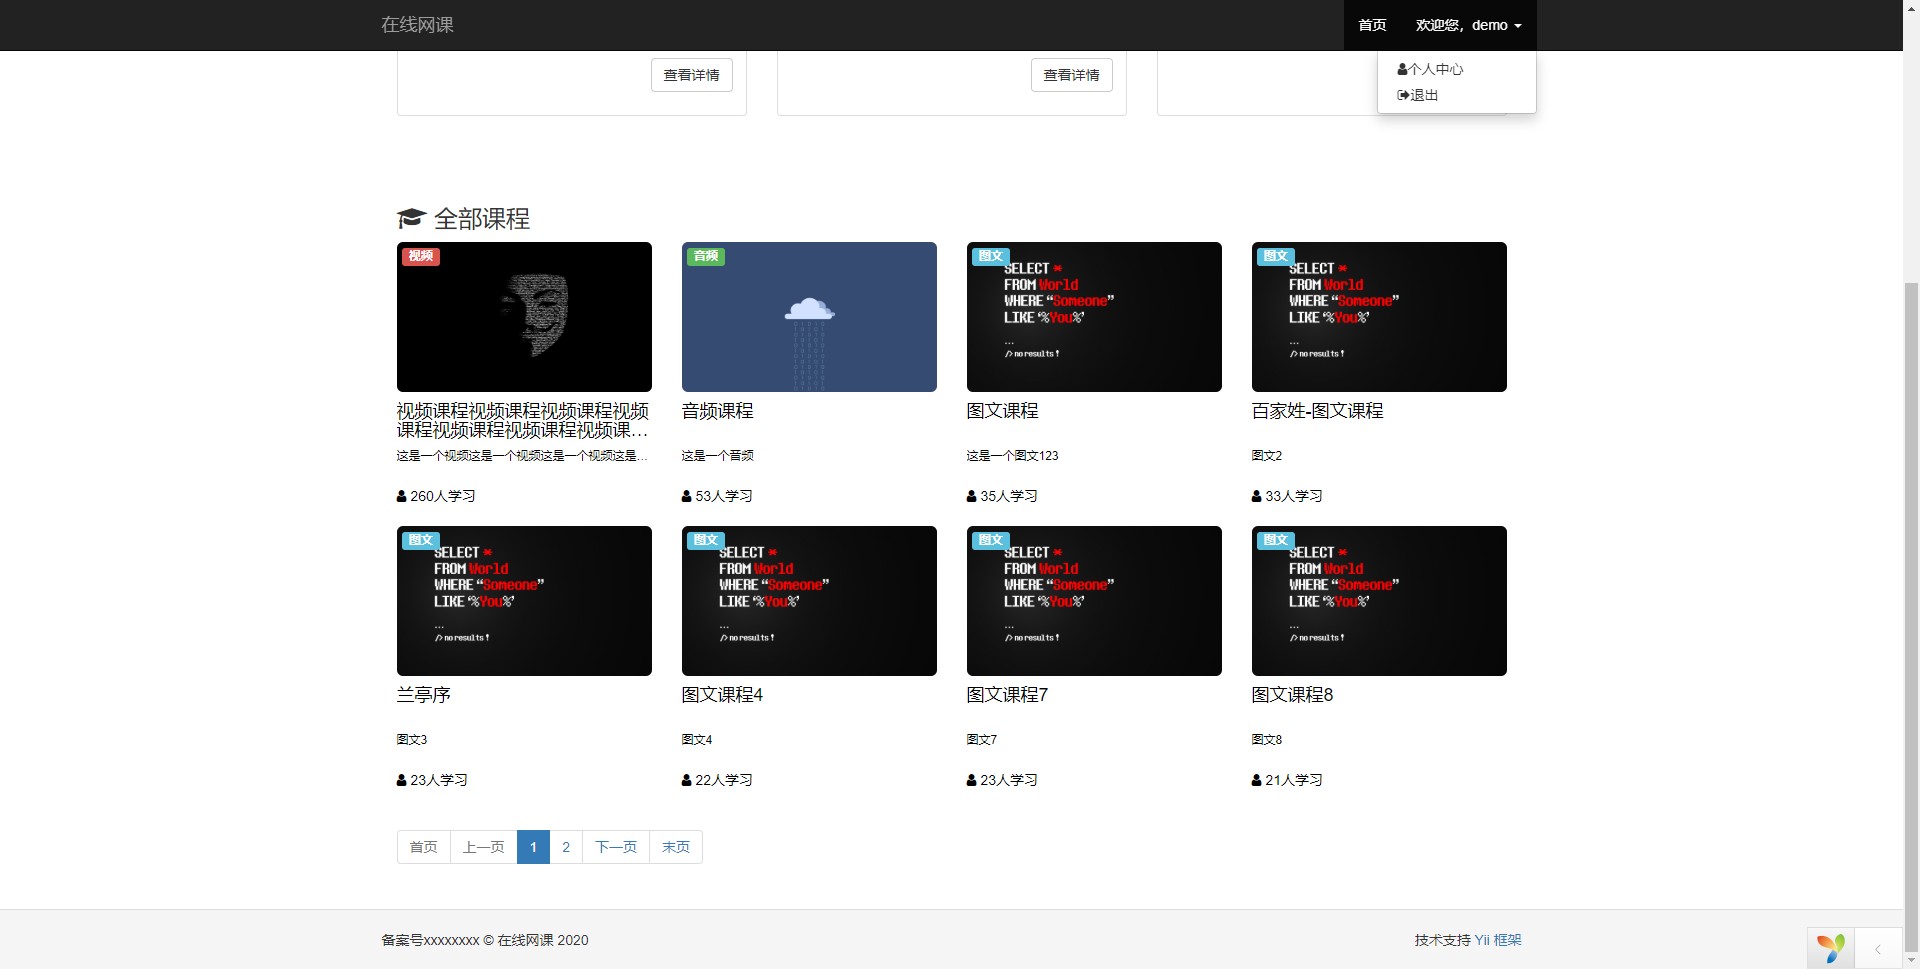 在线网课
首页
欢迎您，demo
个人中心
退出
查看详情
查看详情
全部课程
视频
音频
图文
SELECT *
FROM World
WHERE “Someone”
LIKE ‘%You%’
...
/> no results !
图文
SELECT *
FROM World
WHERE “Someone”
LIKE ‘%You%’
...
/> no results !
视频课程视频课程视频课程视频
课程视频课程视频课程视频课...
这是一个视频这是一个视频这是一个视频这是...
260人学习
音频课程
这是一个音频
53人学习
图文课程
这是一个图文123
35人学习
百家姓-图文课程
图文2
33人学习
图文
SELECT *
FROM World
WHERE “Someone”
LIKE ‘%You%’
...
/> no results !
图文
SELECT *
FROM World
WHERE “Someone”
LIKE ‘%You%’
...
/> no results !
图文
SELECT *
FROM World
WHERE “Someone”
LIKE ‘%You%’
...
/> no results !
图文
SELECT *
FROM World
WHERE “Someone”
LIKE ‘%You%’
...
/> no results !
兰亭序
图文3
23人学习
图文课程4
图文4
22人学习
图文课程7
图文7
23人学习
图文课程8
图文8
21人学习
首页 上一页 1 2 下一页 末页
备案号xxxxxxxx © 在线网课 2020
技术支持 Yii 框架